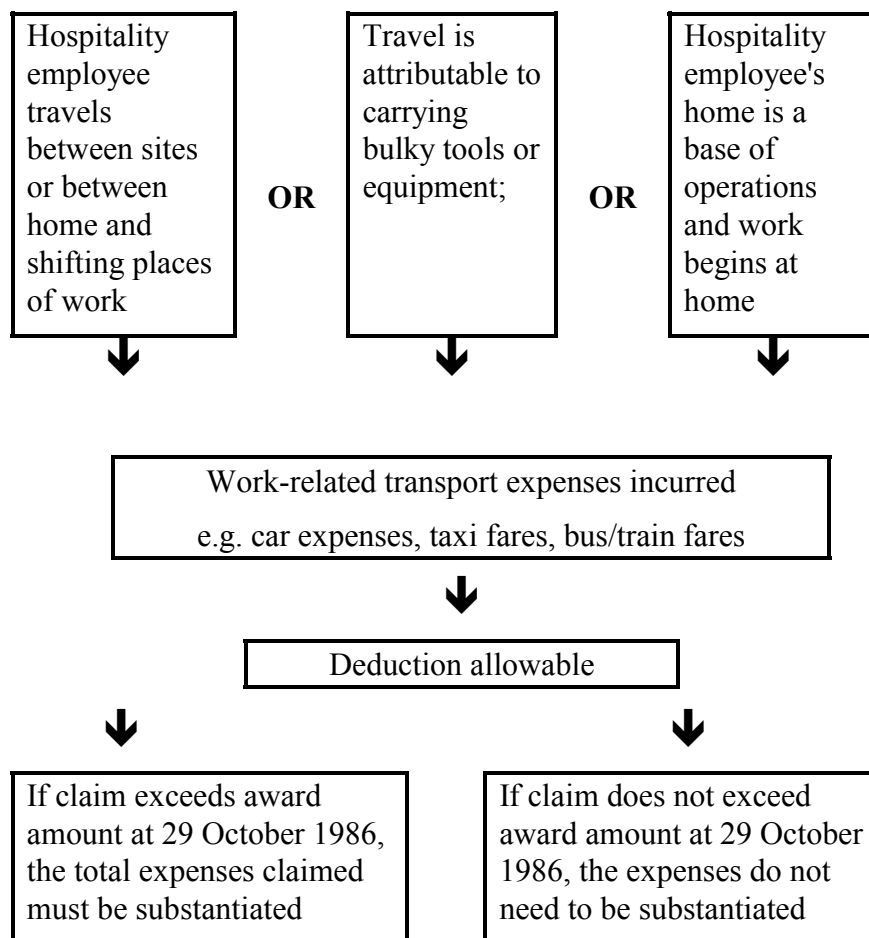 Hospitality
employee
travels
between sites
or between
home and
shifting places
of work
OR
Travel is
attributable to
carrying
bulky tools or
equipment;
OR
Hospitality
employee's
home is a
base of
operations
and work
begins at
home
Work-related transport expenses incurred
e.g. car expenses, taxi fares, bus/train fares
Deduction allowable
If claim exceeds award
amount at 29 October 1986,
the total expenses claimed
must be substantiated
If claim does not exceed
award amount at 29 October
1986, the expenses do not
need to be substantiated